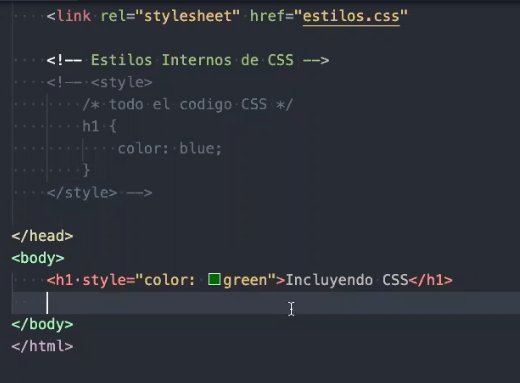 <link rel="stylesheet" href="estilos.css"
<!-- Estilos Internos de CSS -->
<!-- <style>
/* todo el codigo CSS */
h1 {
color: blue;
}
</style> -->
</head>
<body>
<h1 style="color: green">Incluyendo CSS</h1>
</body>
</html>